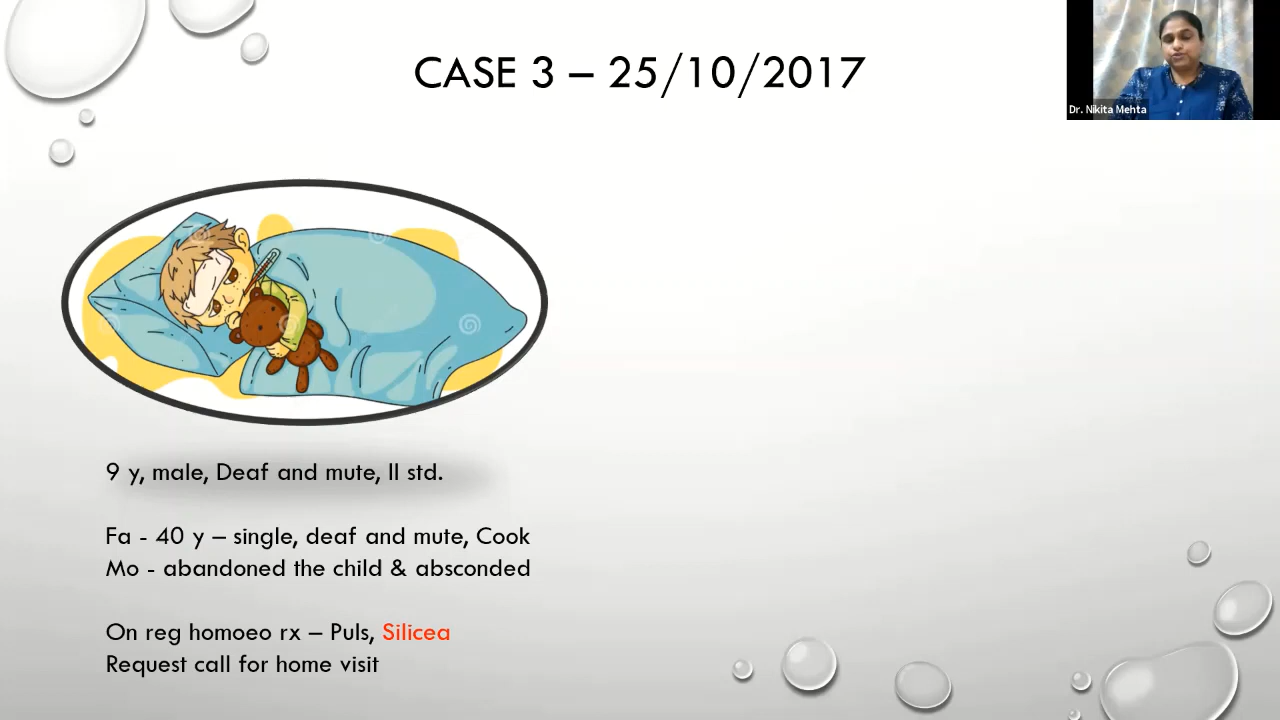 CASE 3 – 25/10/2017
Dr. Nikita Mehta
9 y, male, Deaf and mute, II std.
Fa - 40 y – single, deaf and mute, Cook
Mo - abandoned the child & absconded
On reg homoeo rx – Puls, Silicea
Request call for home visit